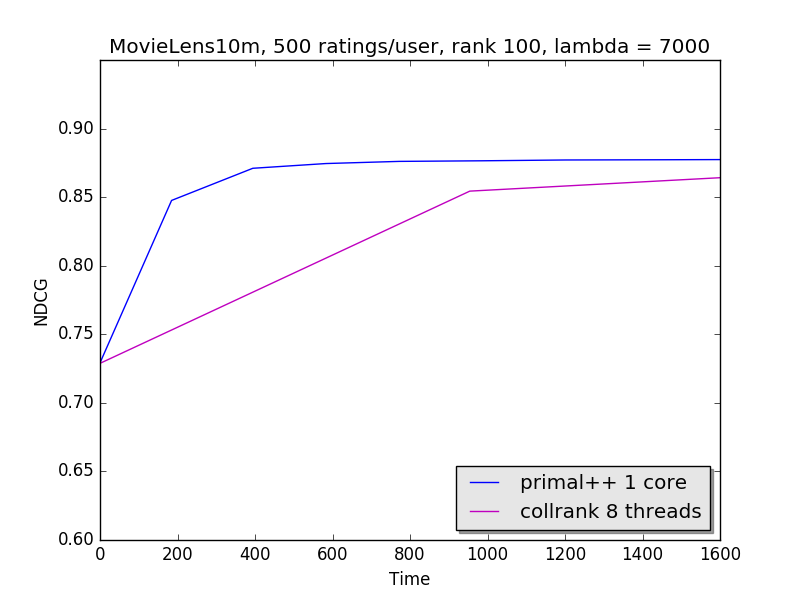 MovieLens10m, 500 ratings/user, rank 100, lambda = 7000
0.90
0.85
0.80
0.75
0.70
0.65
0.60
NDCG
primal++ 1 core
collrank 8 threads
0 200 400 600 800 1000 1200 1400 1600
Time